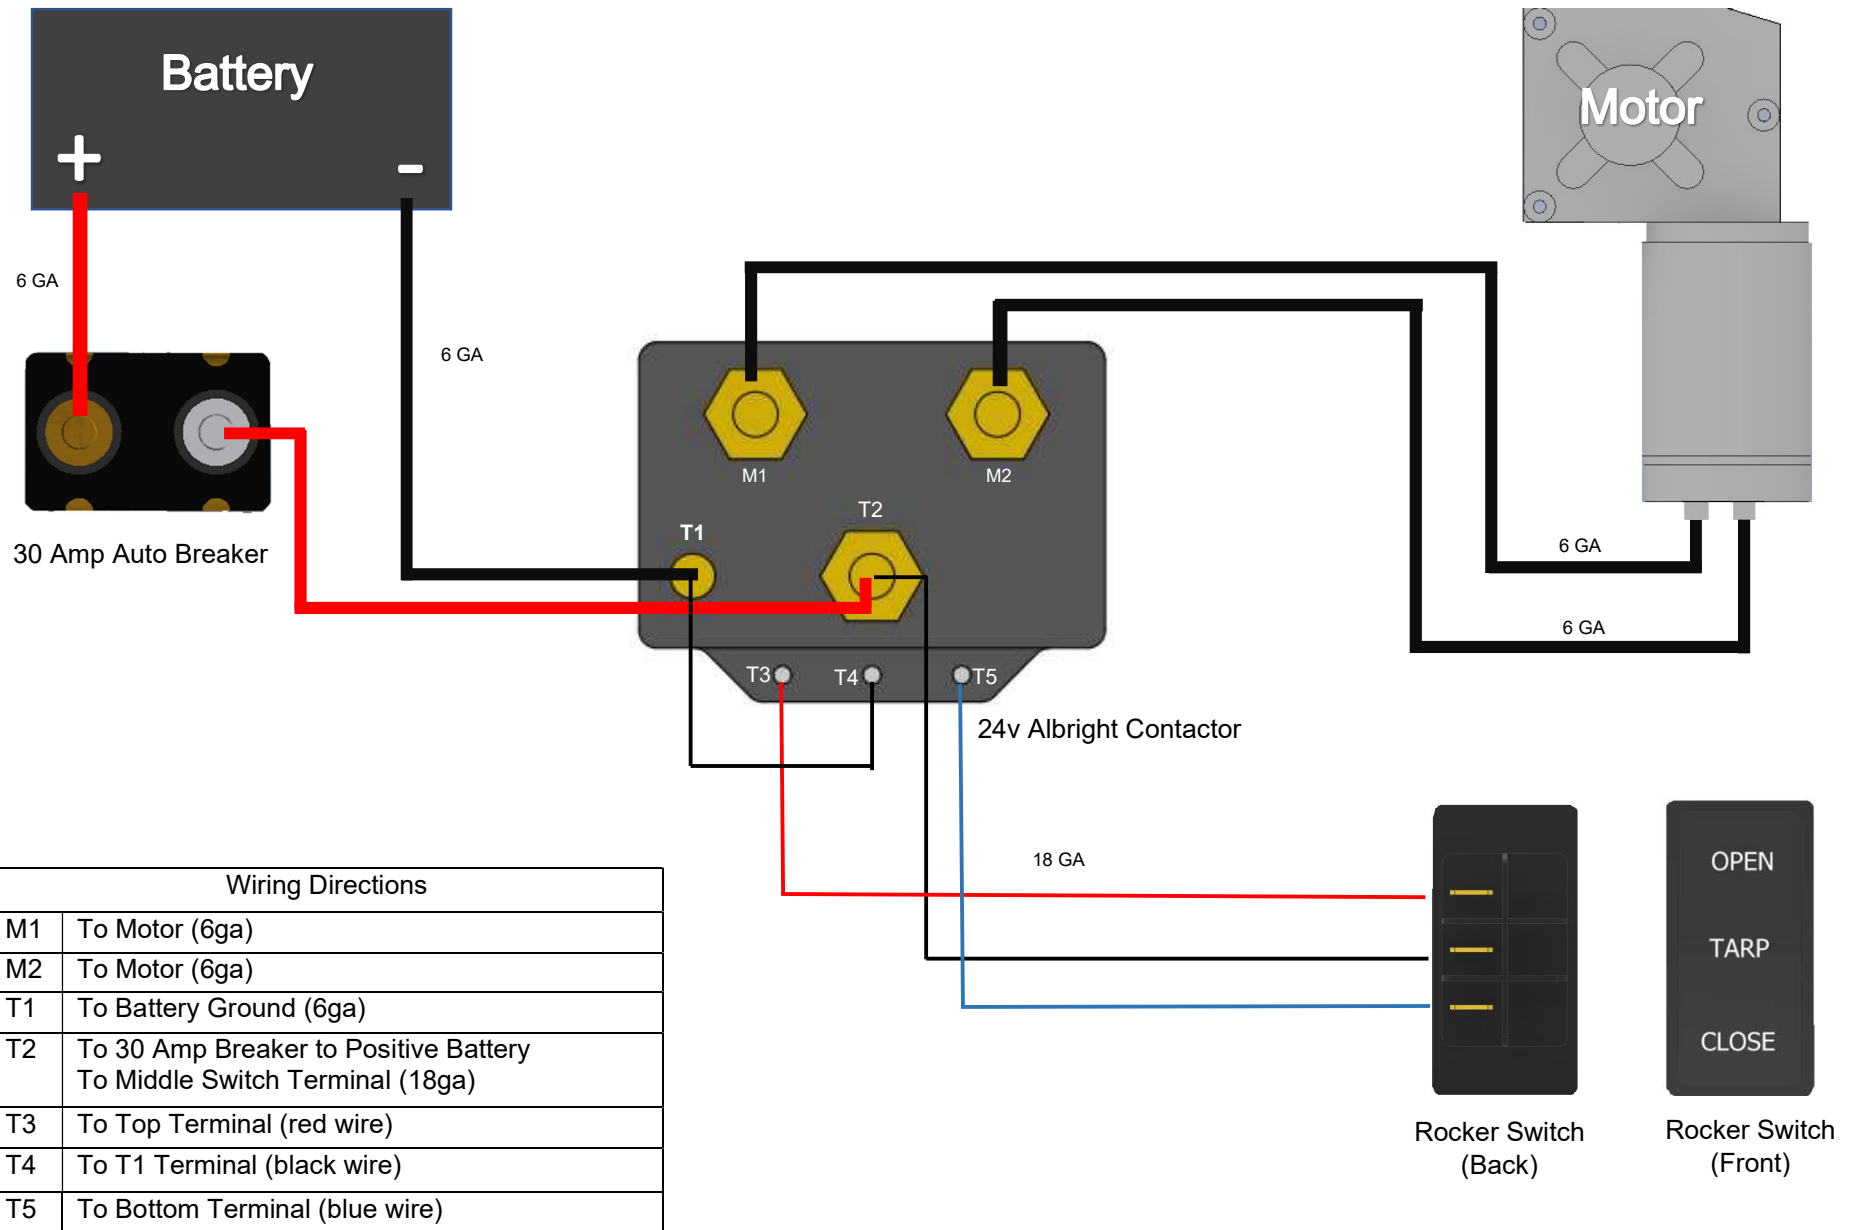 Battery
+
-
Motor
6 GA
6 GA
M1
M2
T2
T1
30 Amp Auto Breaker
6 GA
6 GA
T3
T4
T5
24v Albright Contactor
18 GA
OPEN
TARP
CLOSE
Rocker Switch
(Back)
Rocker Switch
(Front)
Wiring Directions
M1 To Motor (6ga)
M2 To Motor (6ga)
T1 To Battery Ground (6ga)
T2 To 30 Amp Breaker to Positive Battery
To Middle Switch Terminal (18ga)
T3 To Top Terminal (red wire)
T4 To T1 Terminal (black wire)
T5 To Bottom Terminal (blue wire)